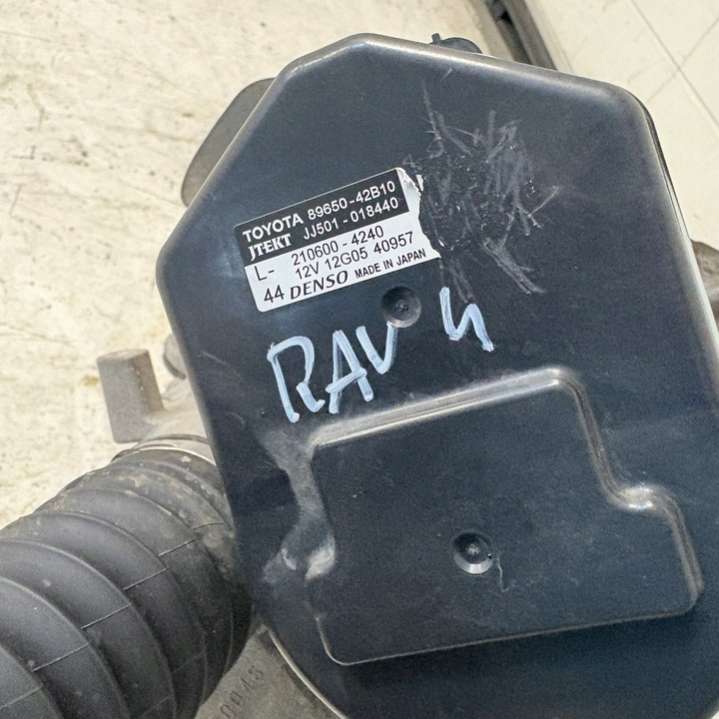 TOYOTA 89650-42B10
JTEKT JJ501-018440
L- 210600-4240
12V 12G05 40957
44 DENSO MADE IN JAPAN
RAV 4